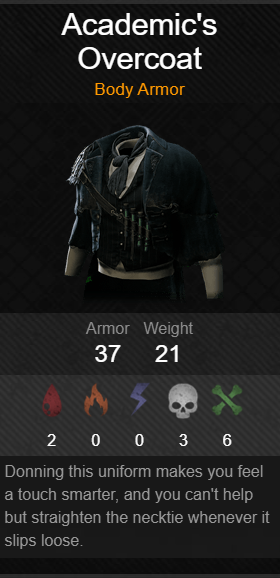 Academic's
Overcoat
Body Armor
Armor Weight
37 21
2 0 0 3 6
Donning this uniform makes you feel
a touch smarter, and you can't help
but straighten the necktie whenever it
slips loose.